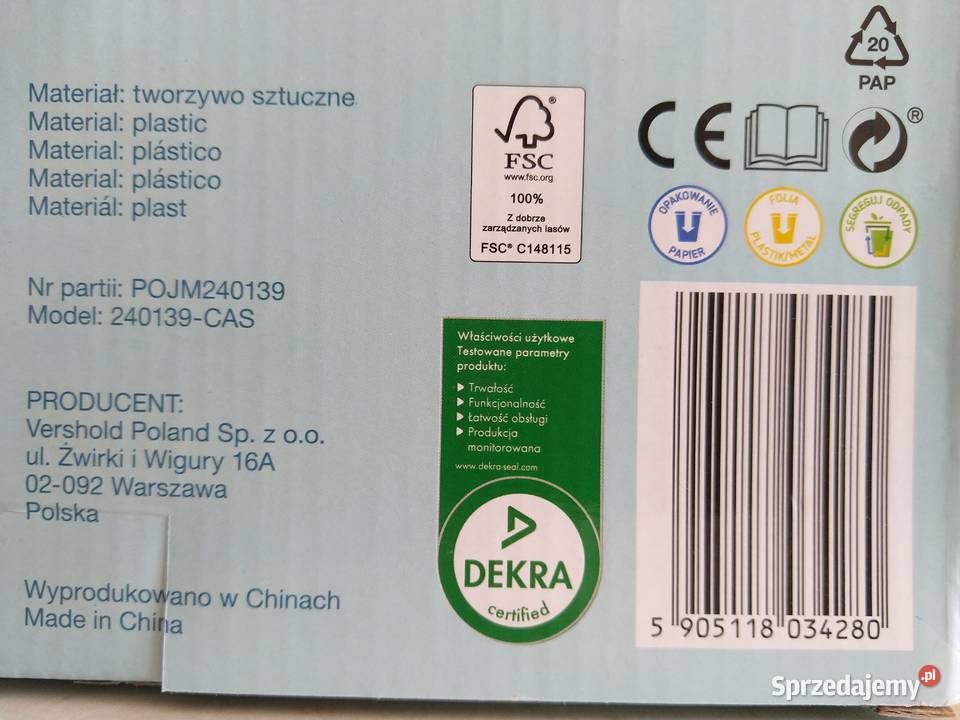 Materiał: tworzywo sztuczne
Material: plastic
Material: plástico
Material: plástico
Materiál: plast
Nr partii: POJM240139
Model: 240139-CAS
PRODUCENT:
Vershold Poland Sp. z o.o.
ul. Żwirki i Wigury 16A
02-092 Warszawa
Polska
Wyprodukowano w Chinach
Made in China
FSC®
www.fsc.org
100%
Z dobrze
zarządzanych lasów
FSC® C148115
Właściwości użytkowe
Testowane parametry
produktu:
Trwałość
Funkcjonalność
Łatwość obsługi
Produkcja
monitorowana
www.dekra-seal.com
DEKRA
certified
20
PAP
CE
®
OPAKOWANIE
PAPIER
FOLIA
PLASTIK/METAL
SEGREGUJ ODPADY
5 905118 034280
Sprzedajemy.pl